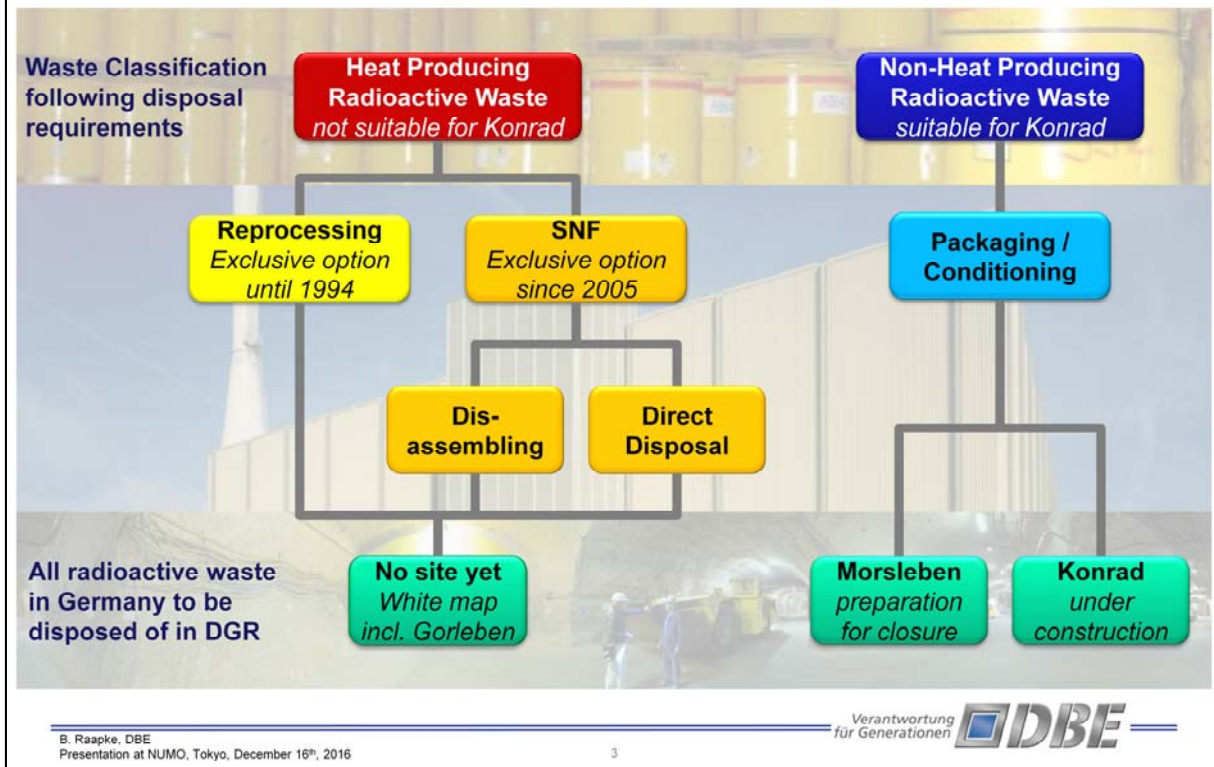 Waste Classification
following disposal
requirements
Heat Producing
Radioactive Waste
not suitable for Konrad
Non-Heat Producing
Radioactive Waste
suitable for Konrad
Reprocessing
Exclusive option
until 1994
SNF
Exclusive option
since 2005
Packaging /
Conditioning
Dis-
assembling
Direct
Disposal
All radioactive waste
in Germany to be
disposed of in DGR
No site yet
White map
incl. Gorleben
Morsleben
preparation
for closure
Konrad
under
construction
B. Raapke, DBE
Presentation at NUMO, Tokyo, December 16th, 2016
3
Verantwortung
für Generationen
DBE